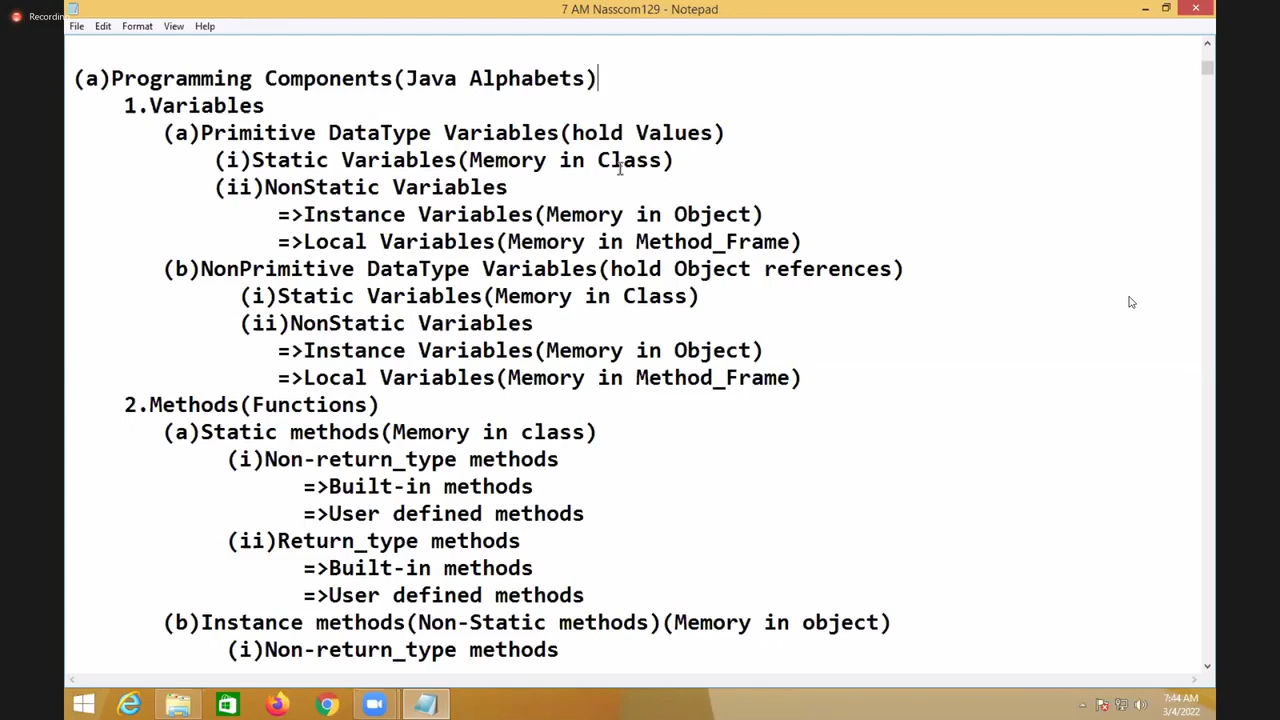 Recording
7 AM Nasscom129 - Notepad
File Edit Format View Help
(a)Programming Components(Java Alphabets)
1.Variables
(a)Primitive DataType Variables(hold Values)
(i)Static Variables(Memory in Class)
(ii)NonStatic Variables
=>Instance Variables(Memory in Object)
=>Local Variables(Memory in Method_Frame)
(b)NonPrimitive DataType Variables(hold Object references)
(i)Static Variables(Memory in Class)
(ii)NonStatic Variables
=>Instance Variables(Memory in Object)
=>Local Variables(Memory in Method_Frame)
2.Methods(Functions)
(a)Static methods(Memory in class)
(i)Non-return_type methods
=>Built-in methods
=>User defined methods
(ii)Return_type methods
=>Built-in methods
=>User defined methods
(b)Instance methods(Non-Static methods)(Memory in object)
(i)Non-return_type methods
7:44 AM
3/4/2022